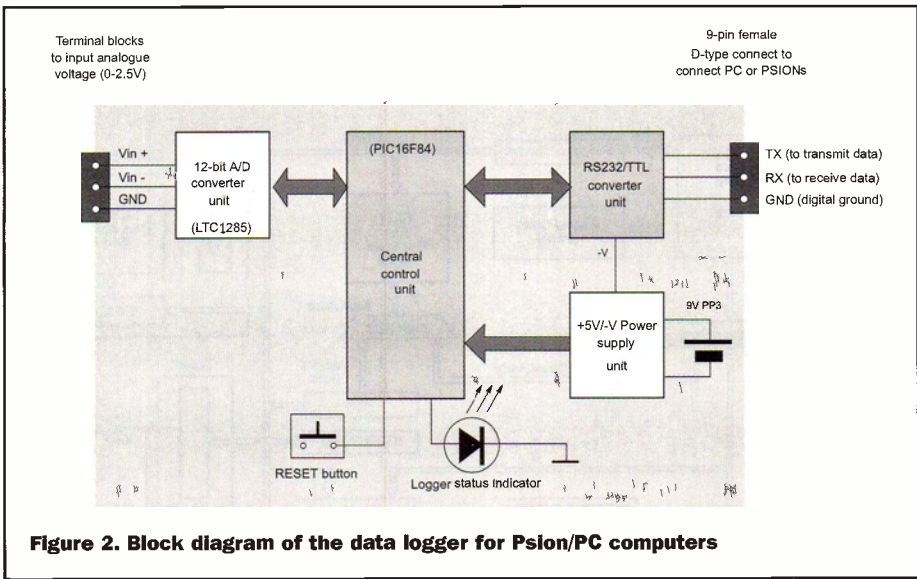 Terminal blocks
to input analogue
voltage (0-2.5V)
9-pin female
D-type connect to
connect PC or PSIONs
Vin +
Vin -
GND
12-bit A/D
converter
unit
(LTC1285)
(PIC16F84)
Central
control
unit
RS232/TTL
converter
unit
TX (to transmit data)
RX (to receive data)
GND (digital ground)
-V
+5V/-V Power
supply
unit
9V PP3
RESET button
Logger status indicator
Figure 2. Block diagram of the data logger for Psion/PC computers